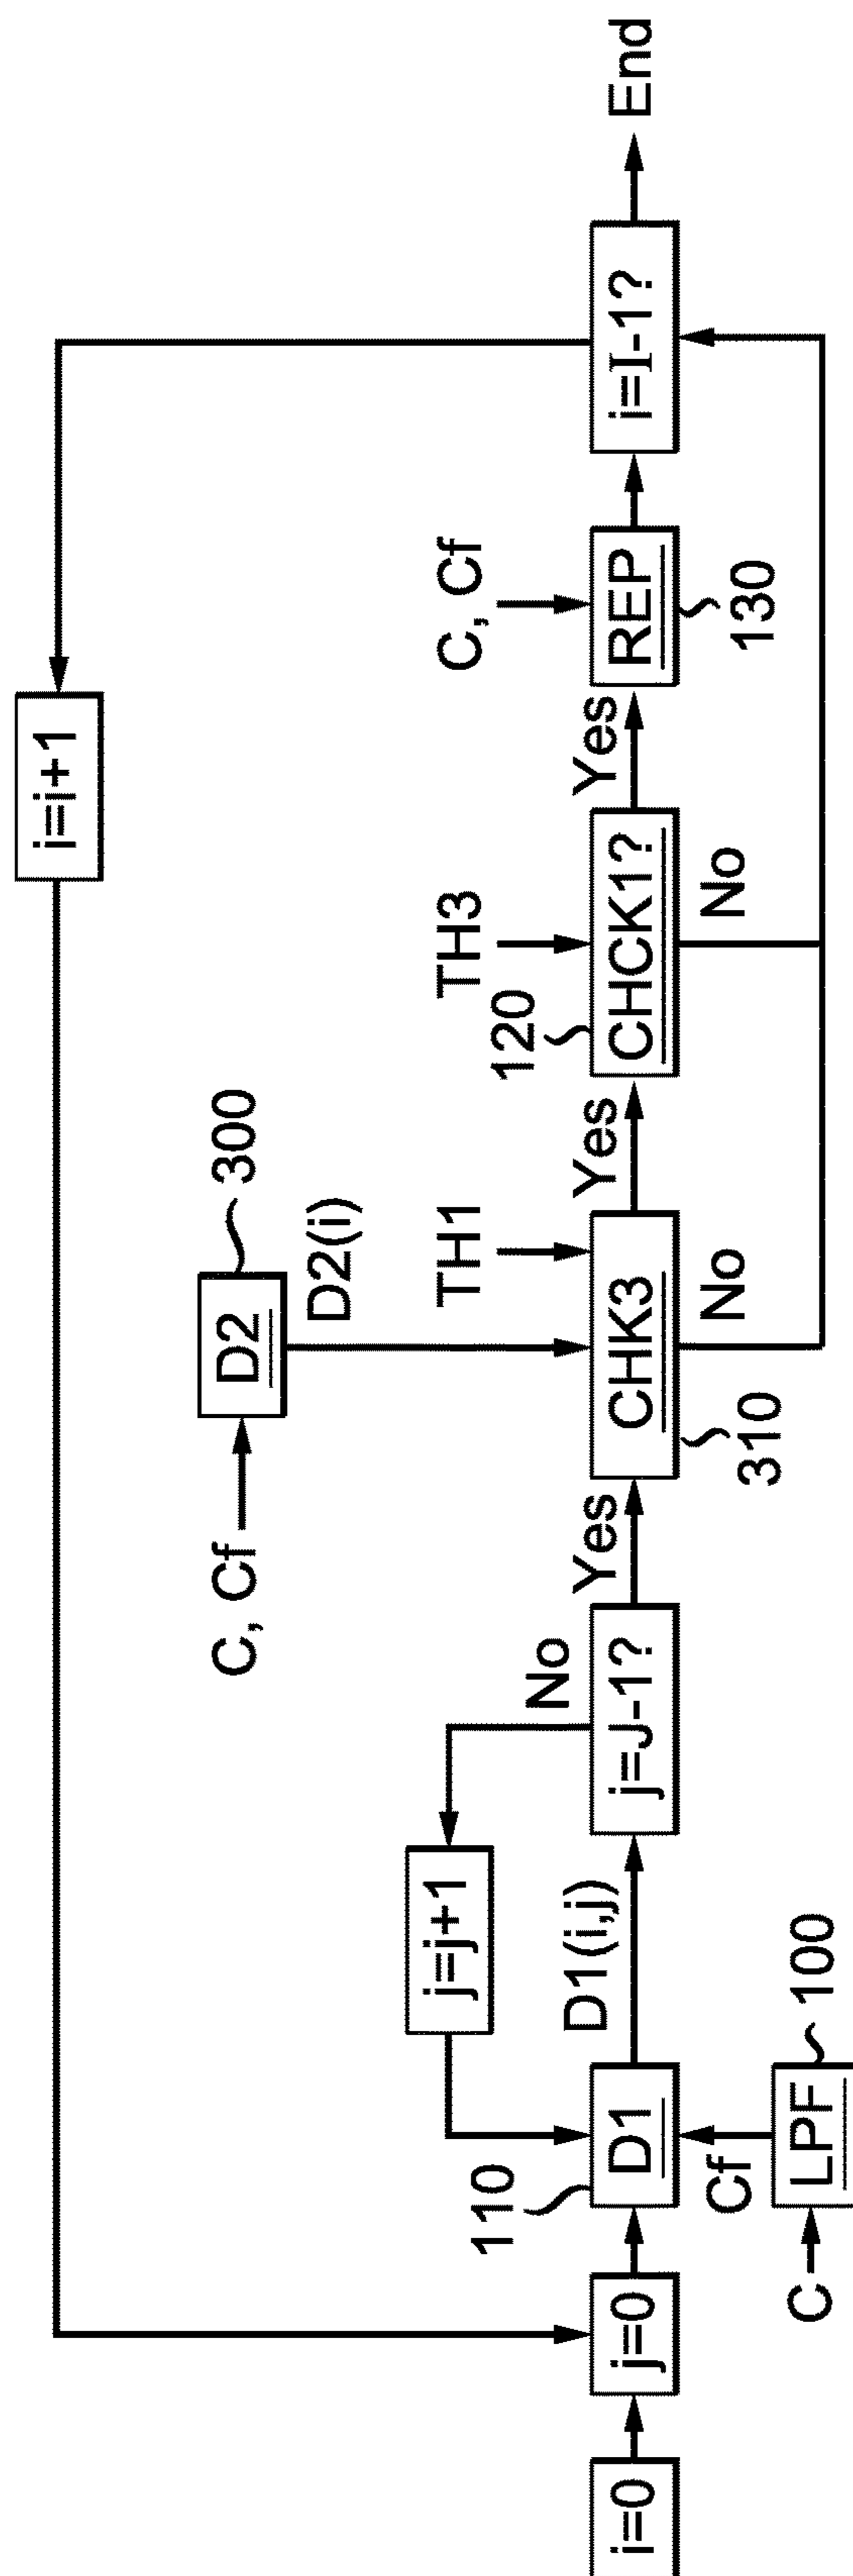 i=i+1
C, Cf
D2
300
D2(i)
j=j+1
No
TH1
TH3
C, Cf
120
110
D1(i,j)
Yes
Yes
Yes
i=0
j=0
D1
j=J-1?
CHK3
CHCK1?
REP
i=I-1?
End
Cf
310
No
No
130
C
LPF
100